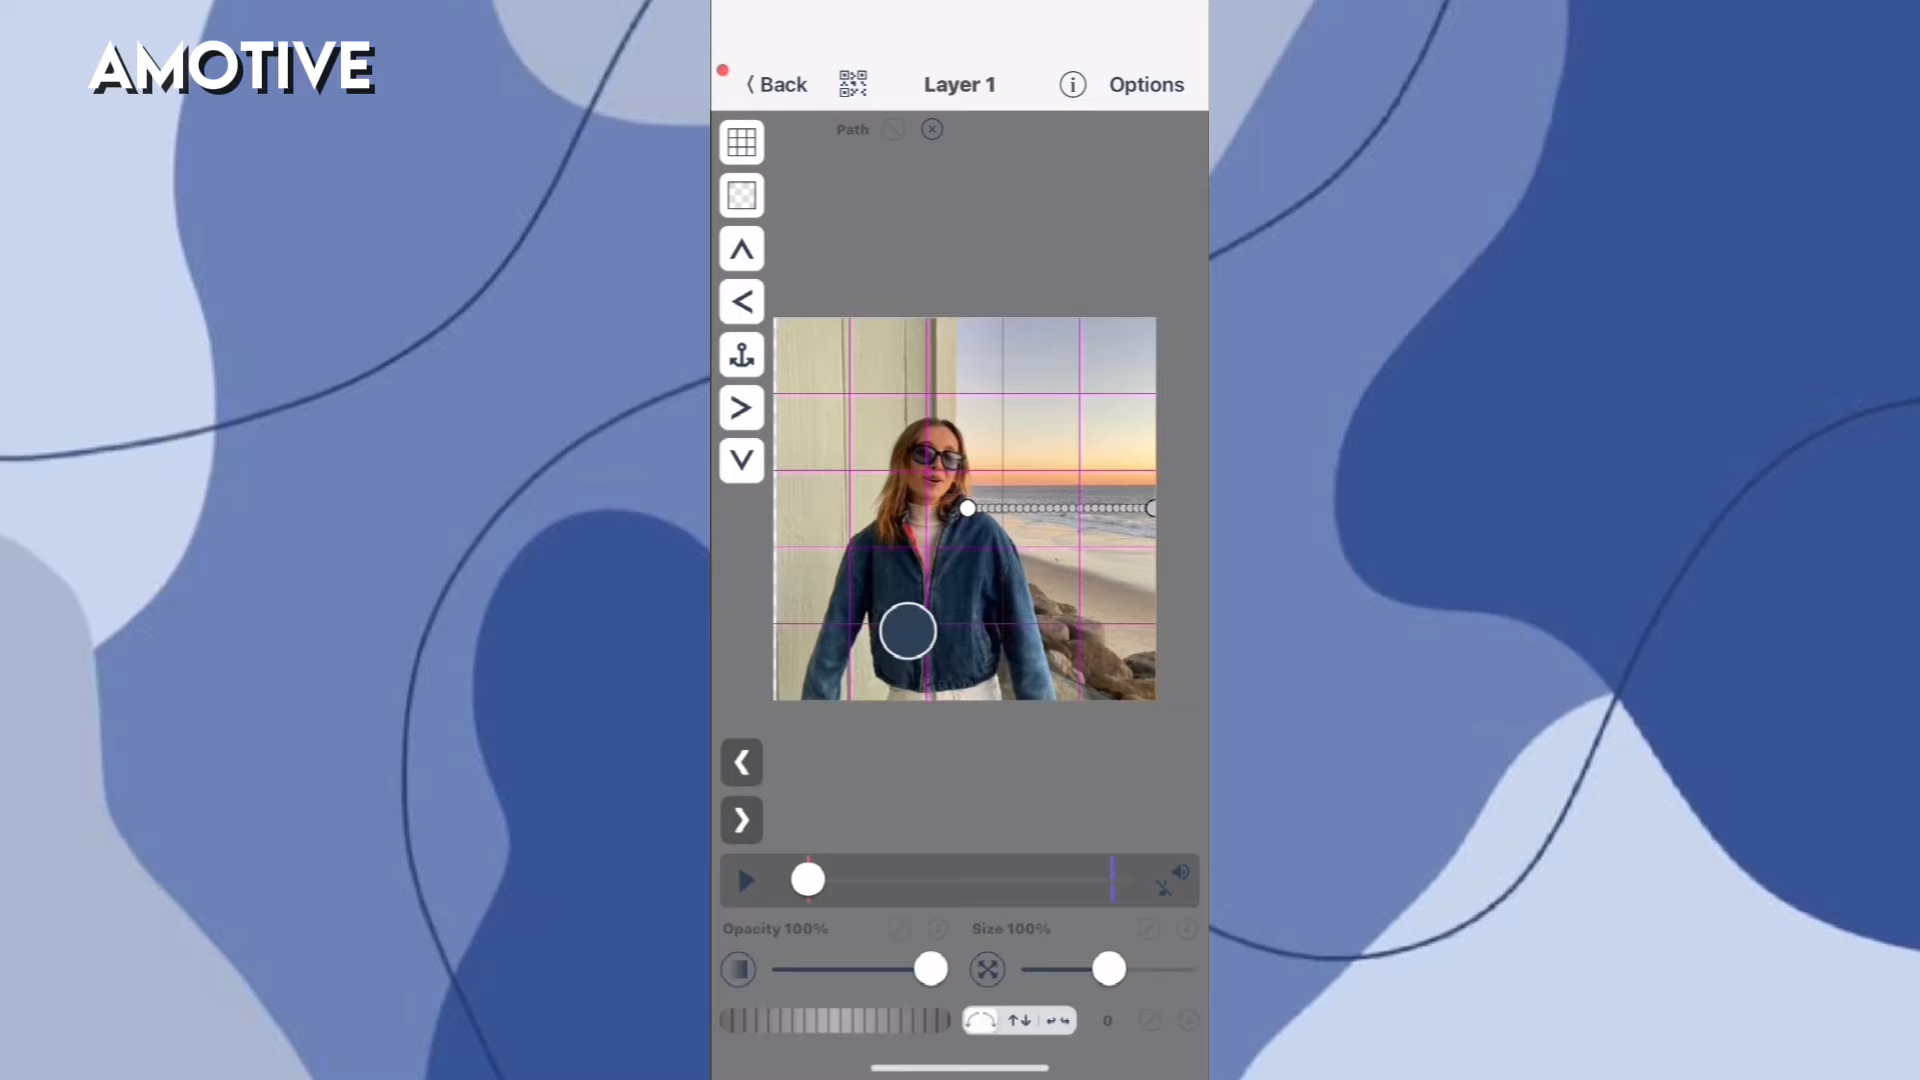 AMOTIVE
Back
Layer 1
Options
Path
Opacity 100%
Size 100%
0